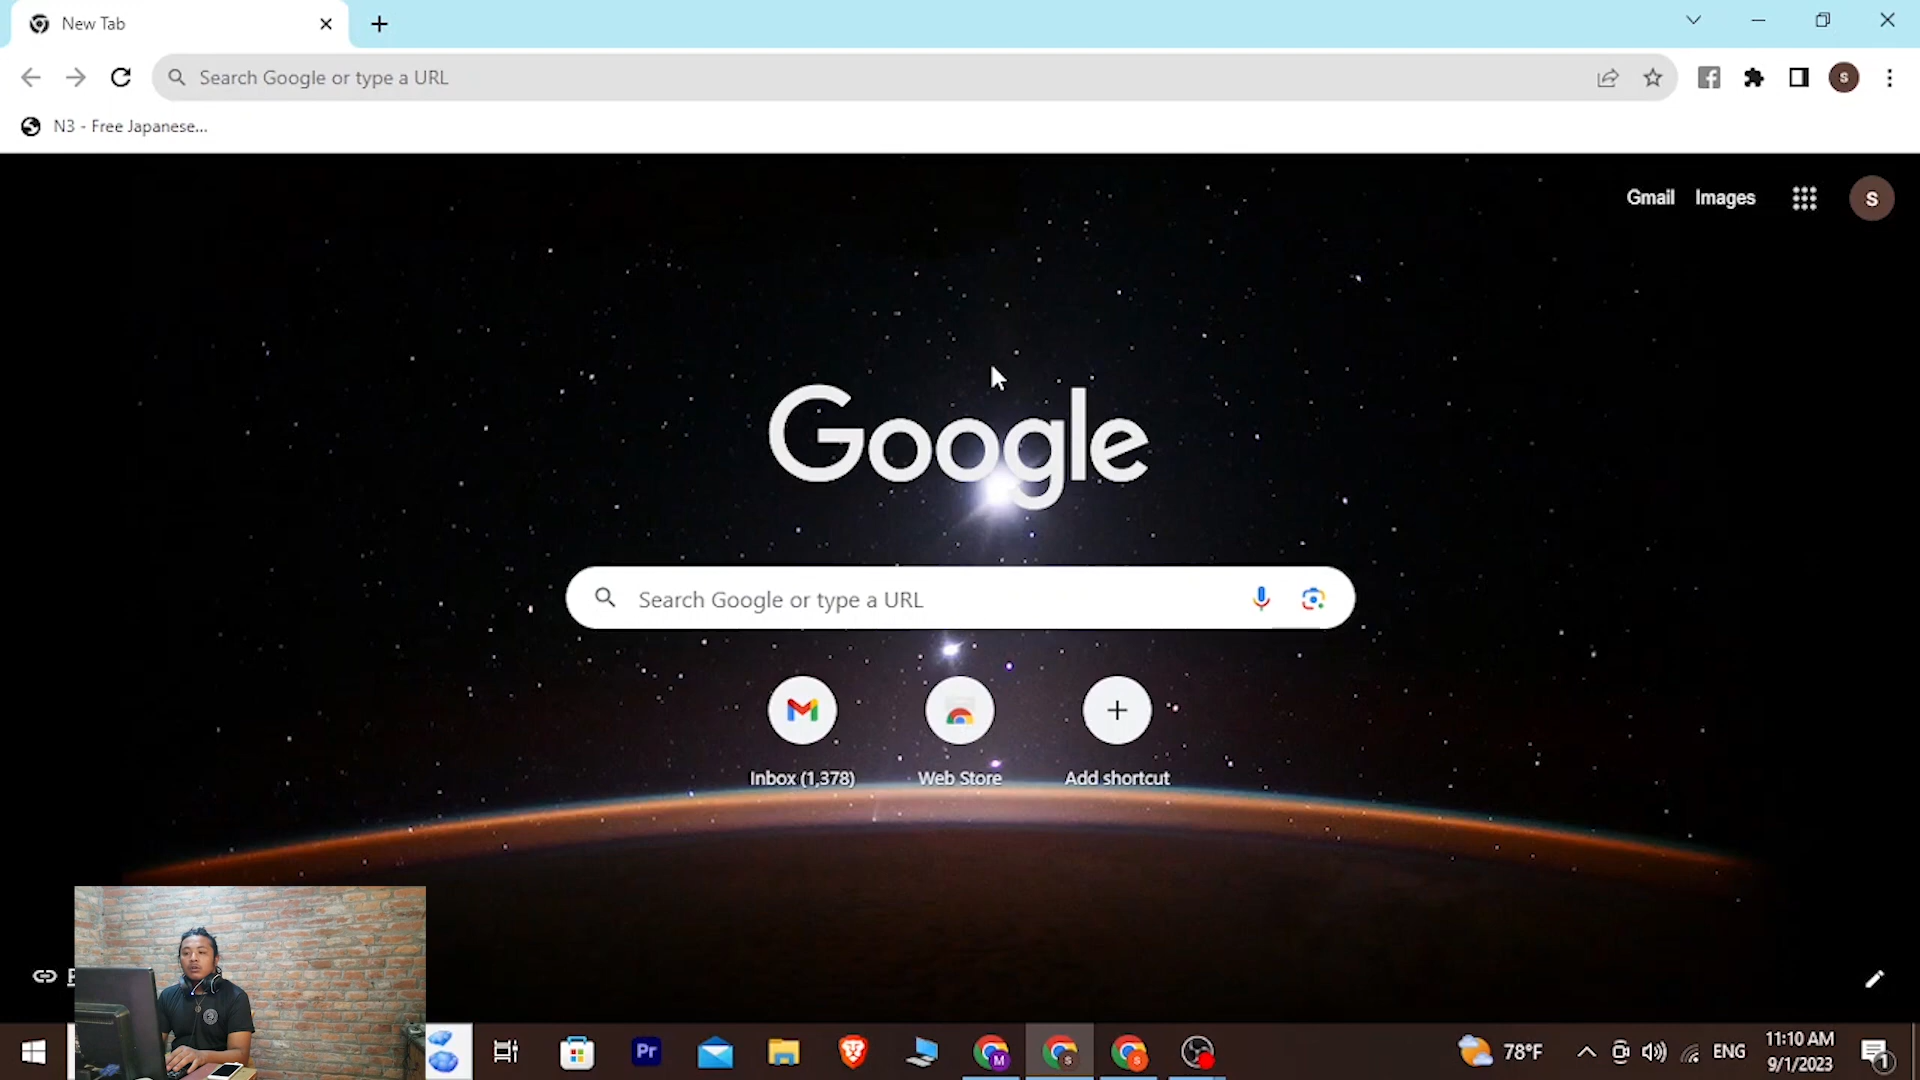 New Tab
Search Google or type a URL
S
N3 - Free Japanese...
Gmail
Images
S
Google
Search Google or type a URL
Inbox (1,378)
Web Store
Add shortcut
Pr
M
S
S
78°F
ENG
11:10 AM
9/1/2023
1